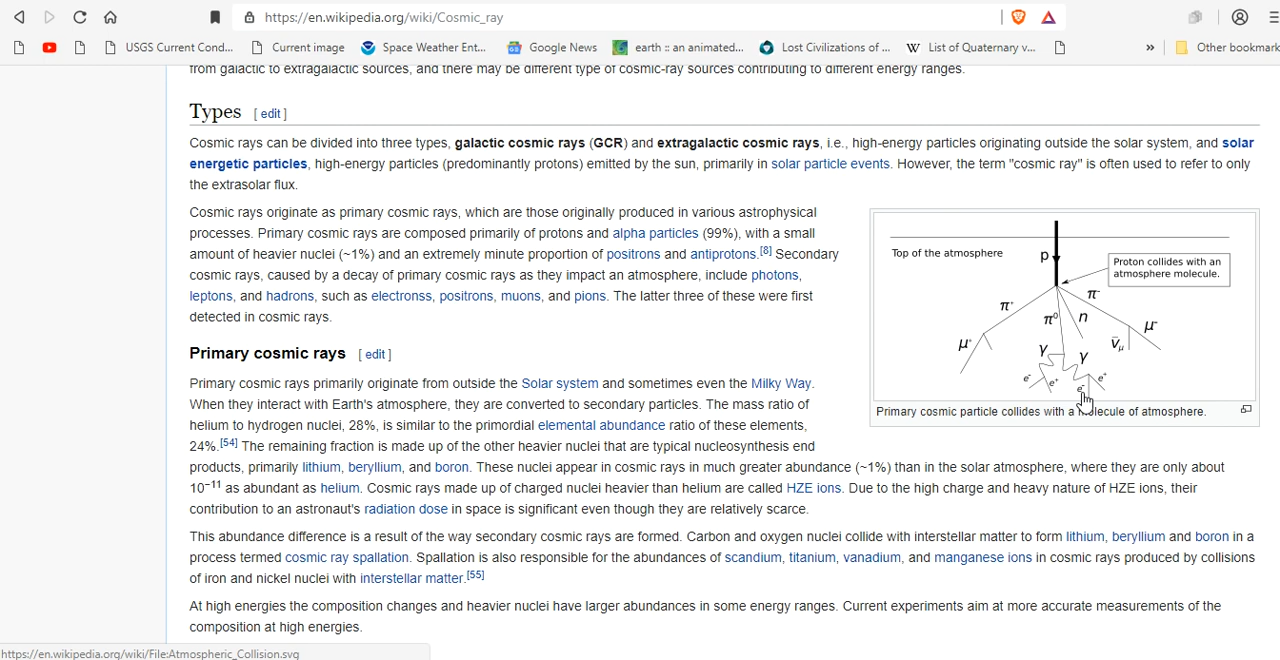 https://en.wikipedia.org/wiki/Cosmic_ray
USGS Current Cond... Current image Space Weather Ent... Google News earth :: an animated... Lost Civilizations of ... W List of Quaternary v... » Other bookmark
from galactic to extragalactic sources, and there may be different type of cosmic-ray sources contributing to different energy ranges.
Types [ edit ]
Cosmic rays can be divided into three types, galactic cosmic rays (GCR) and extragalactic cosmic rays, i.e., high-energy particles originating outside the solar system, and solar
energetic particles, high-energy particles (predominantly protons) emitted by the sun, primarily in solar particle events. However, the term "cosmic ray" is often used to refer to only
the extrasolar flux.
Cosmic rays originate as primary cosmic rays, which are those originally produced in various astrophysical
processes. Primary cosmic rays are composed primarily of protons and alpha particles (99%), with a small
amount of heavier nuclei (~1%) and an extremely minute proportion of positrons and antiprotons.[8] Secondary
cosmic rays, caused by a decay of primary cosmic rays as they impact an atmosphere, include photons,
leptons, and hadrons, such as electronss, positrons, muons, and pions. The latter three of these were first
detected in cosmic rays.
Top of the atmosphere
p
Proton collides with an
atmosphere molecule.
π⁺ π⁰ n π⁻
μ⁺ γ γ ν̄μ μ⁻
e⁻ e⁺ e⁻ e⁺
Primary cosmic particle collides with a molecule of atmosphere.
Primary cosmic rays [ edit ]
Primary cosmic rays primarily originate from outside the Solar system and sometimes even the Milky Way.
When they interact with Earth's atmosphere, they are converted to secondary particles. The mass ratio of
helium to hydrogen nuclei, 28%, is similar to the primordial elemental abundance ratio of these elements,
24%.[54] The remaining fraction is made up of the other heavier nuclei that are typical nucleosynthesis end
products, primarily lithium, beryllium, and boron. These nuclei appear in cosmic rays in much greater abundance (~1%) than in the solar atmosphere, where they are only about
10⁻¹¹ as abundant as helium. Cosmic rays made up of charged nuclei heavier than helium are called HZE ions. Due to the high charge and heavy nature of HZE ions, their
contribution to an astronaut's radiation dose in space is significant even though they are relatively scarce.
This abundance difference is a result of the way secondary cosmic rays are formed. Carbon and oxygen nuclei collide with interstellar matter to form lithium, beryllium and boron in a
process termed cosmic ray spallation. Spallation is also responsible for the abundances of scandium, titanium, vanadium, and manganese ions in cosmic rays produced by collisions
of iron and nickel nuclei with interstellar matter.[55]
At high energies the composition changes and heavier nuclei have larger abundances in some energy ranges. Current experiments aim at more accurate measurements of the
composition at high energies.
https://en.wikipedia.org/wiki/File:Atmospheric_Collision.svg